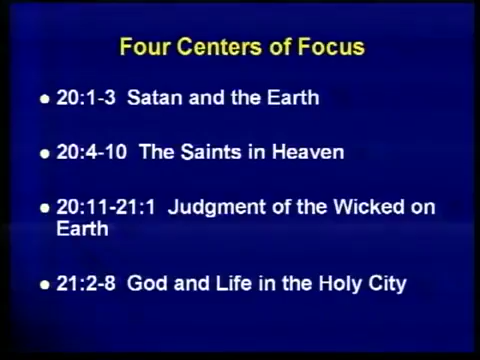 Four Centers of Focus
● 20:1-3  Satan and the Earth
● 20:4-10  The Saints in Heaven
● 20:11-21:1  Judgment of the Wicked on
Earth
● 21:2-8  God and Life in the Holy City